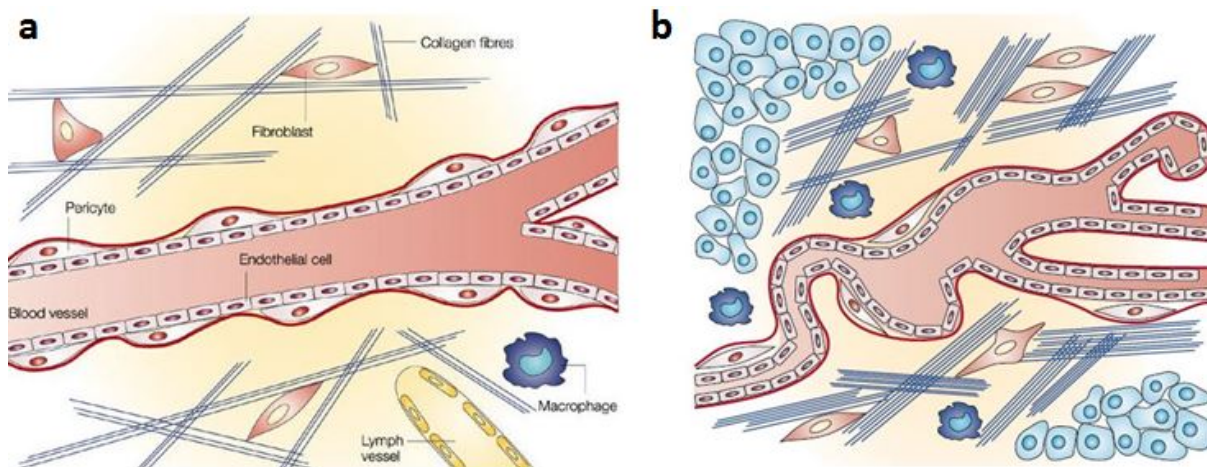 a
b
Collagen fibres
Fibroblast
Pericyte
Endothelial cell
Blood vessel
Macrophage
Lymph
vessel